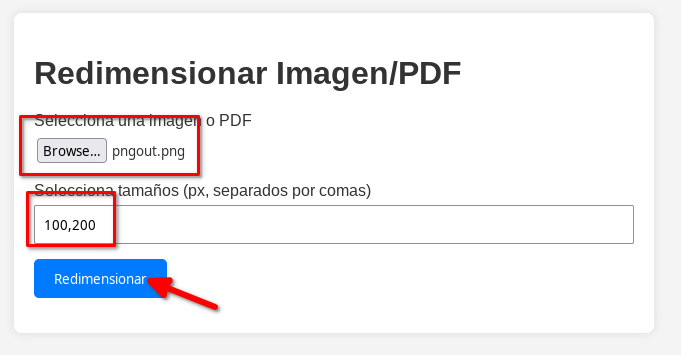 Redimensionar Imagen/PDF
Selecciona una imagen o PDF
Browse... pngout.png
Selecciona tamaños (px, separados por comas)
100,200
Redimensionar